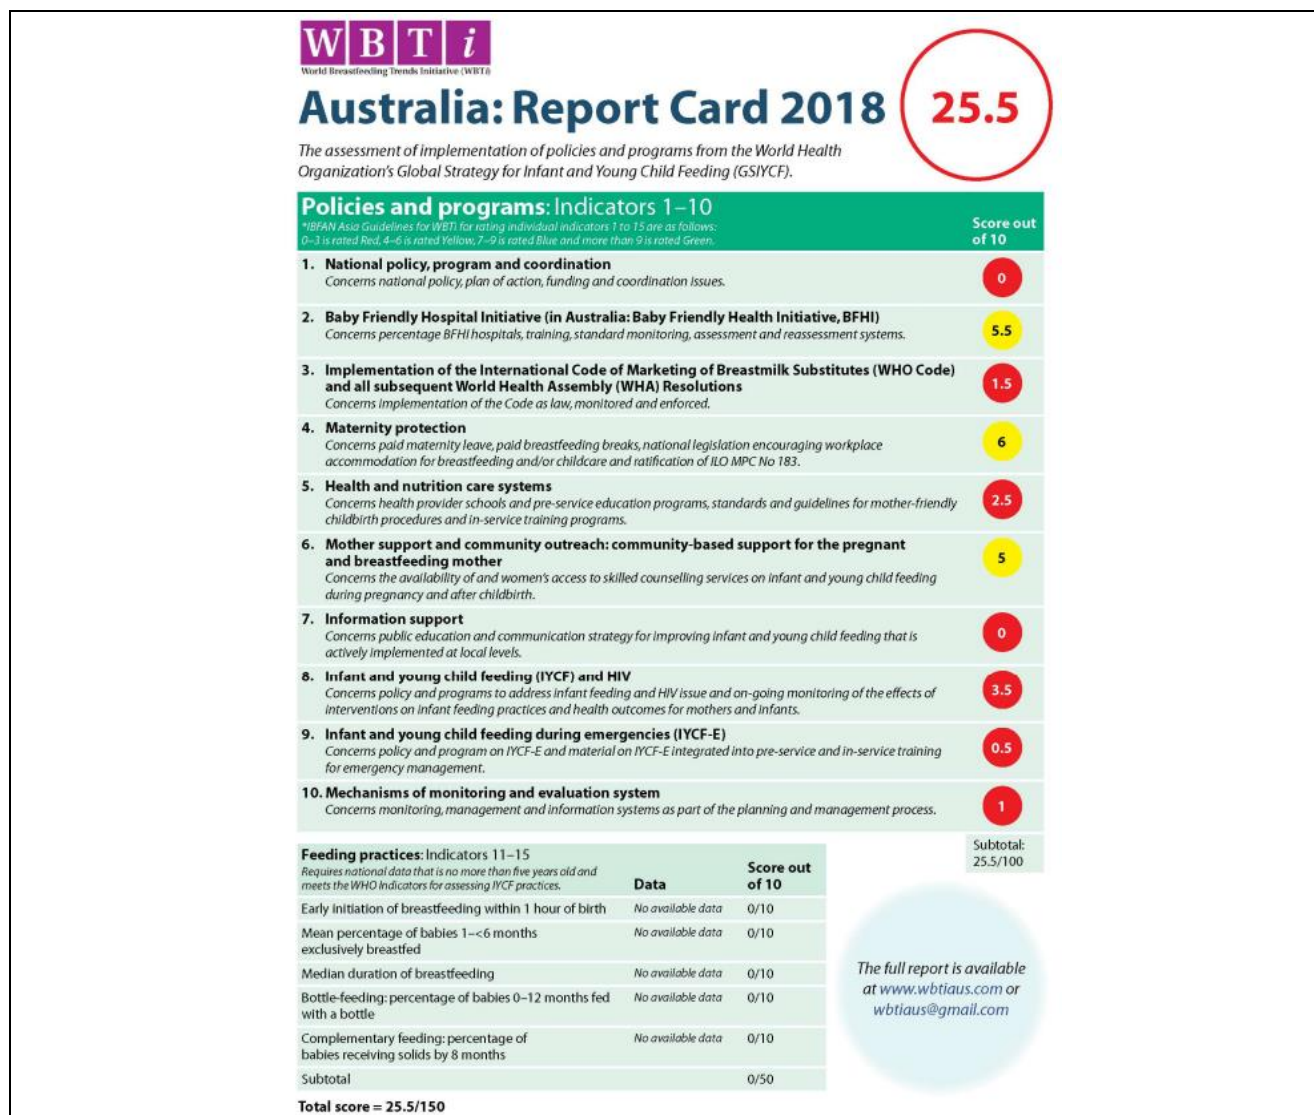 WBTi
World Breastfeeding Trends Initiative (WBTi)
Australia: Report Card 2018
25.5
The assessment of implementation of policies and programs from the World Health
Organization's Global Strategy for Infant and Young Child Feeding (GSIYCF).
Policies and programs: Indicators 1–10
*IBFAN Asia Guidelines for WBTi for rating individual indicators 1 to 15 are as follows:
0–3 is rated Red, 4–6 is rated Yellow, 7–9 is rated Blue and more than 9 is rated Green.
Score out
of 10
1. National policy, program and coordination
Concerns national policy, plan of action, funding and coordination issues.
0
2. Baby Friendly Hospital Initiative (in Australia: Baby Friendly Health Initiative, BFHI)
Concerns percentage BFHI hospitals, training, standard monitoring, assessment and reassessment systems.
5.5
3. Implementation of the International Code of Marketing of Breastmilk Substitutes (WHO Code)
and all subsequent World Health Assembly (WHA) Resolutions
Concerns implementation of the Code as law, monitored and enforced.
1.5
4. Maternity protection
Concerns paid maternity leave, paid breastfeeding breaks, national legislation encouraging workplace
accommodation for breastfeeding and/or childcare and ratification of ILO MPC No 183.
6
5. Health and nutrition care systems
Concerns health provider schools and pre-service education programs, standards and guidelines for mother-friendly
childbirth procedures and in-service training programs.
2.5
6. Mother support and community outreach: community-based support for the pregnant
and breastfeeding mother
Concerns the availability of and women's access to skilled counselling services on infant and young child feeding
during pregnancy and after childbirth.
5
7. Information support
Concerns public education and communication strategy for improving infant and young child feeding that is
actively implemented at local levels.
0
8. Infant and young child feeding (IYCF) and HIV
Concerns policy and programs to address infant feeding and HIV issue and on-going monitoring of the effects of
interventions on infant feeding practices and health outcomes for mothers and infants.
3.5
9. Infant and young child feeding during emergencies (IYCF-E)
Concerns policy and program on IYCF-E and material on IYCF-E integrated into pre-service and in-service training
for emergency management.
0.5
10. Mechanisms of monitoring and evaluation system
Concerns monitoring, management and information systems as part of the planning and management process.
1
Subtotal:
25.5/100
Feeding practices: Indicators 11–15
Requires national data that is no more than five years old and
meets the WHO Indicators for assessing IYCF practices.
Data
Score out
of 10
Early initiation of breastfeeding within 1 hour of birth No available data 0/10
Mean percentage of babies 1–<6 months
exclusively breastfed
No available data 0/10
Median duration of breastfeeding No available data 0/10
Bottle-feeding: percentage of babies 0–12 months fed
with a bottle
No available data 0/10
Complementary feeding: percentage of
babies receiving solids by 8 months
No available data 0/10
Subtotal 0/50
Total score = 25.5/150
The full report is available
at www.wbtiaus.com or
wbtiaus@gmail.com